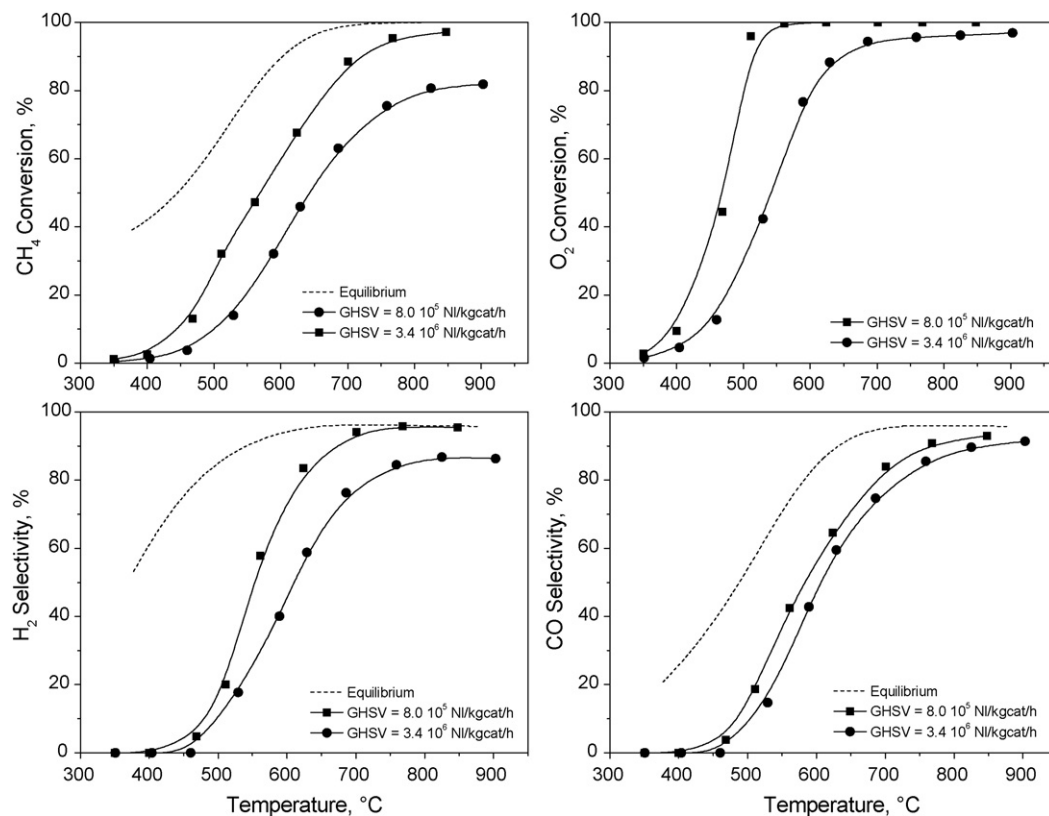 100
80
60
40
20
0
CH4 Conversion, %
Equilibrium
GHSV = 8.0 10^5 Nl/kgcat/h
GHSV = 3.4 10^6 Nl/kgcat/h
300 400 500 600 700 800 900
100
80
60
40
20
0
O2 Conversion, %
GHSV = 8.0 10^5 Nl/kgcat/h
GHSV = 3.4 10^6 Nl/kgcat/h
300 400 500 600 700 800 900 1000
100
80
60
40
20
0
H2 Selectivity, %
Equilibrium
GHSV = 8.0 10^5 Nl/kgcat/h
GHSV = 3.4 10^6 Nl/kgcat/h
300 400 500 600 700 800 900
Temperature, °C
100
80
60
40
20
0
CO Selectivity, %
Equilibrium
GHSV = 8.0 10^5 Nl/kgcat/h
GHSV = 3.4 10^6 Nl/kgcat/h
300 400 500 600 700 800 900 1000
Temperature, °C